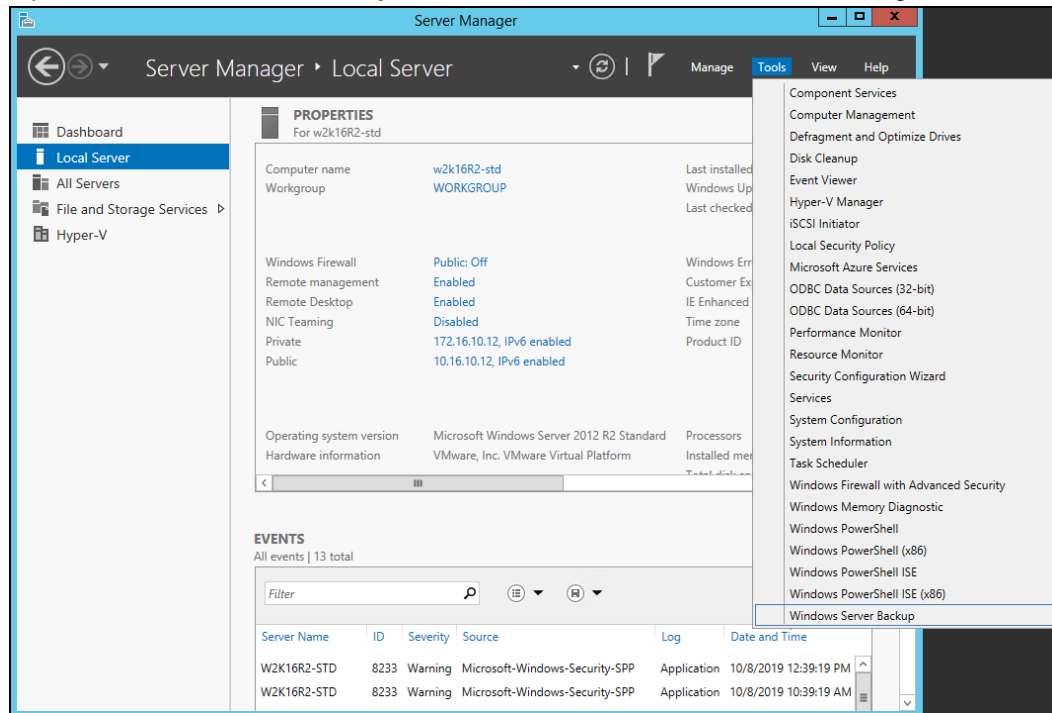 Server Manager
Server Manager • Local Server
Manage Tools View Help
Dashboard
Local Server
All Servers
File and Storage Services
Hyper-V
PROPERTIES
For w2k16R2-std
Computer name w2k16R2-std Last installed
Workgroup WORKGROUP Windows Up
Last checked
Windows Firewall Public: Off Windows Err
Remote management Enabled Customer Ex
Remote Desktop Enabled IE Enhanced
NIC Teaming Disabled Time zone
Private 172.16.10.12, IPv6 enabled Product ID
Public 10.16.10.12, IPv6 enabled
Operating system version Microsoft Windows Server 2012 R2 Standard Processors
Hardware information VMware, Inc. VMware Virtual Platform Installed mer
EVENTS
All events | 13 total
Filter
Server Name ID Severity Source Log Date and Time
W2K16R2-STD 8233 Warning Microsoft-Windows-Security-SPP Application 10/8/2019 12:39:19 PM
W2K16R2-STD 8233 Warning Microsoft-Windows-Security-SPP Application 10/8/2019 10:39:19 AM
Component Services
Computer Management
Defragment and Optimize Drives
Disk Cleanup
Event Viewer
Hyper-V Manager
iSCSI Initiator
Local Security Policy
Microsoft Azure Services
ODBC Data Sources (32-bit)
ODBC Data Sources (64-bit)
Performance Monitor
Resource Monitor
Security Configuration Wizard
Services
System Configuration
System Information
Task Scheduler
Windows Firewall with Advanced Security
Windows Memory Diagnostic
Windows PowerShell
Windows PowerShell (x86)
Windows PowerShell ISE
Windows PowerShell ISE (x86)
Windows Server Backup